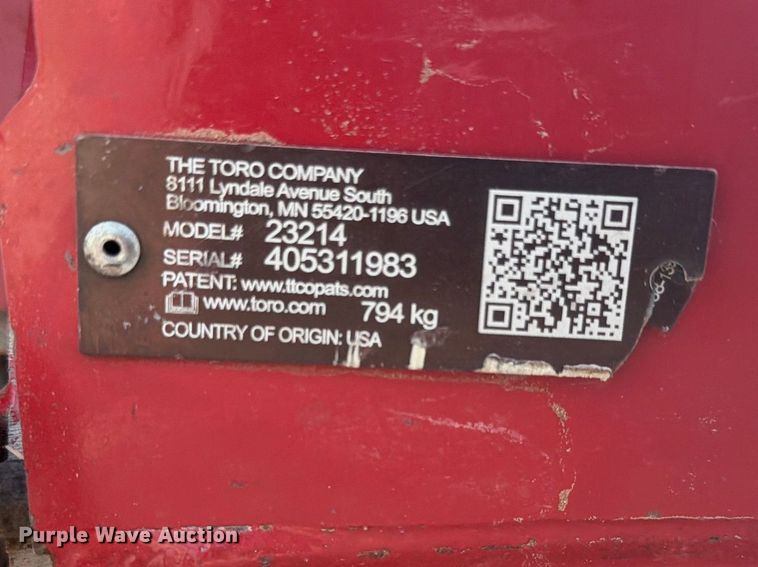 THE TORO COMPANY
8111 Lyndale Avenue South
Bloomington, MN 55420-1196 USA
MODEL# 23214
SERIAL# 405311983
PATENT: www.ttcopats.com
www.toro.com 794 kg
COUNTRY OF ORIGIN: USA
Purple Wave Auction